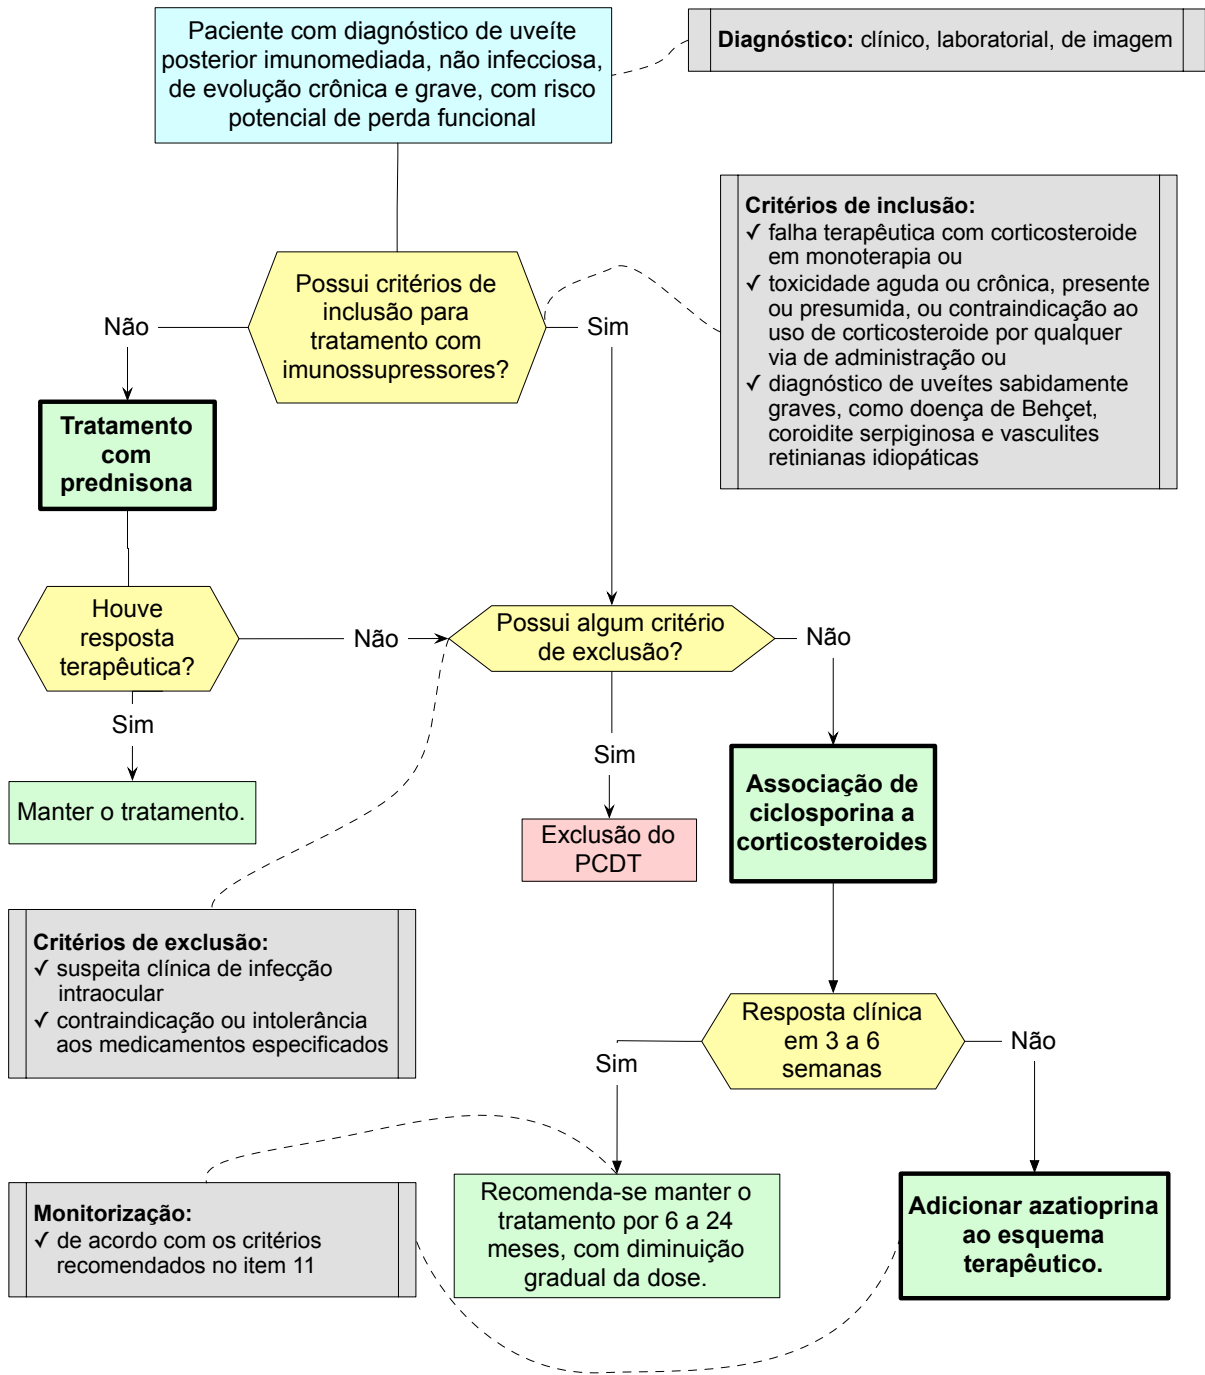 Paciente com diagnóstico de uveíte
posterior imunomediada, não infecciosa,
de evolução crônica e grave, com risco
potencial de perda funcional
Diagnóstico: clínico, laboratorial, de imagem
Critérios de inclusão:
✓ falha terapêutica com corticosteroide
em monoterapia ou
✓ toxicidade aguda ou crônica, presente
ou presumida, ou contraindicação ao
uso de corticosteroide por qualquer
via de administração ou
✓ diagnóstico de uveítes sabidamente
graves, como doença de Behçet,
coroidite serpiginosa e vasculites
retinianas idiopáticas
Possui critérios de
inclusão para
tratamento com
imunossupressores?
Não
Sim
Tratamento
com
prednisona
Houve
resposta
terapêutica?
Não
Sim
Manter o tratamento.
Possui algum critério
de exclusão?
Não
Sim
Exclusão do
PCDT
Associação de
ciclosporina a
corticosteroides
Critérios de exclusão:
✓ suspeita clínica de infecção
intraocular
✓ contraindicação ou intolerância
aos medicamentos especificados
Resposta clínica
em 3 a 6
semanas
Sim
Não
Monitorização:
✓ de acordo com os critérios
recomendados no item 11
Recomenda-se manter o
tratamento por 6 a 24
meses, com diminuição
gradual da dose.
Adicionar azatioprina
ao esquema
terapêutico.